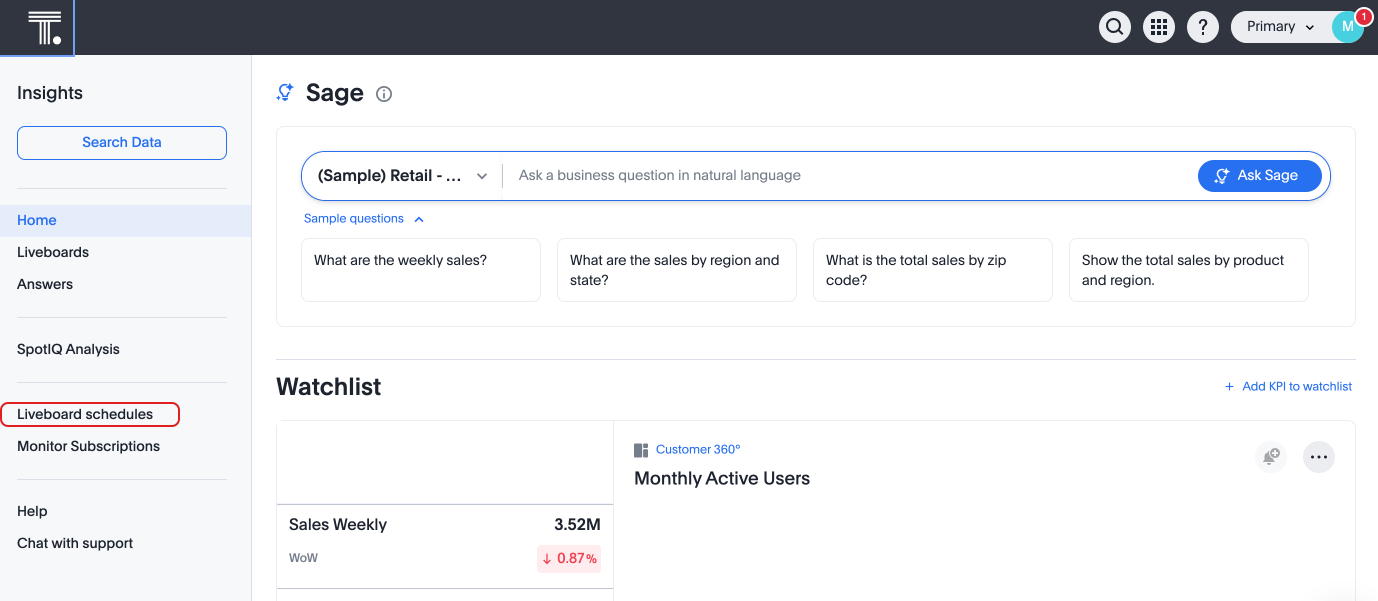 T.
?
Primary
M
1
Insights
Search Data
Home
Liveboards
Answers
SpotIQ Analysis
Liveboard schedules
Monitor Subscriptions
Help
Chat with support
Sage
(Sample) Retail - ...
Ask a business question in natural language
Ask Sage
Sample questions
What are the weekly sales?
What are the sales by region and
state?
What is the total sales by zip
code?
Show the total sales by product
and region.
Watchlist
+ Add KPI to watchlist
Sales Weekly
3.52M
WoW
↓ 0.87%
Customer 360°
Monthly Active Users